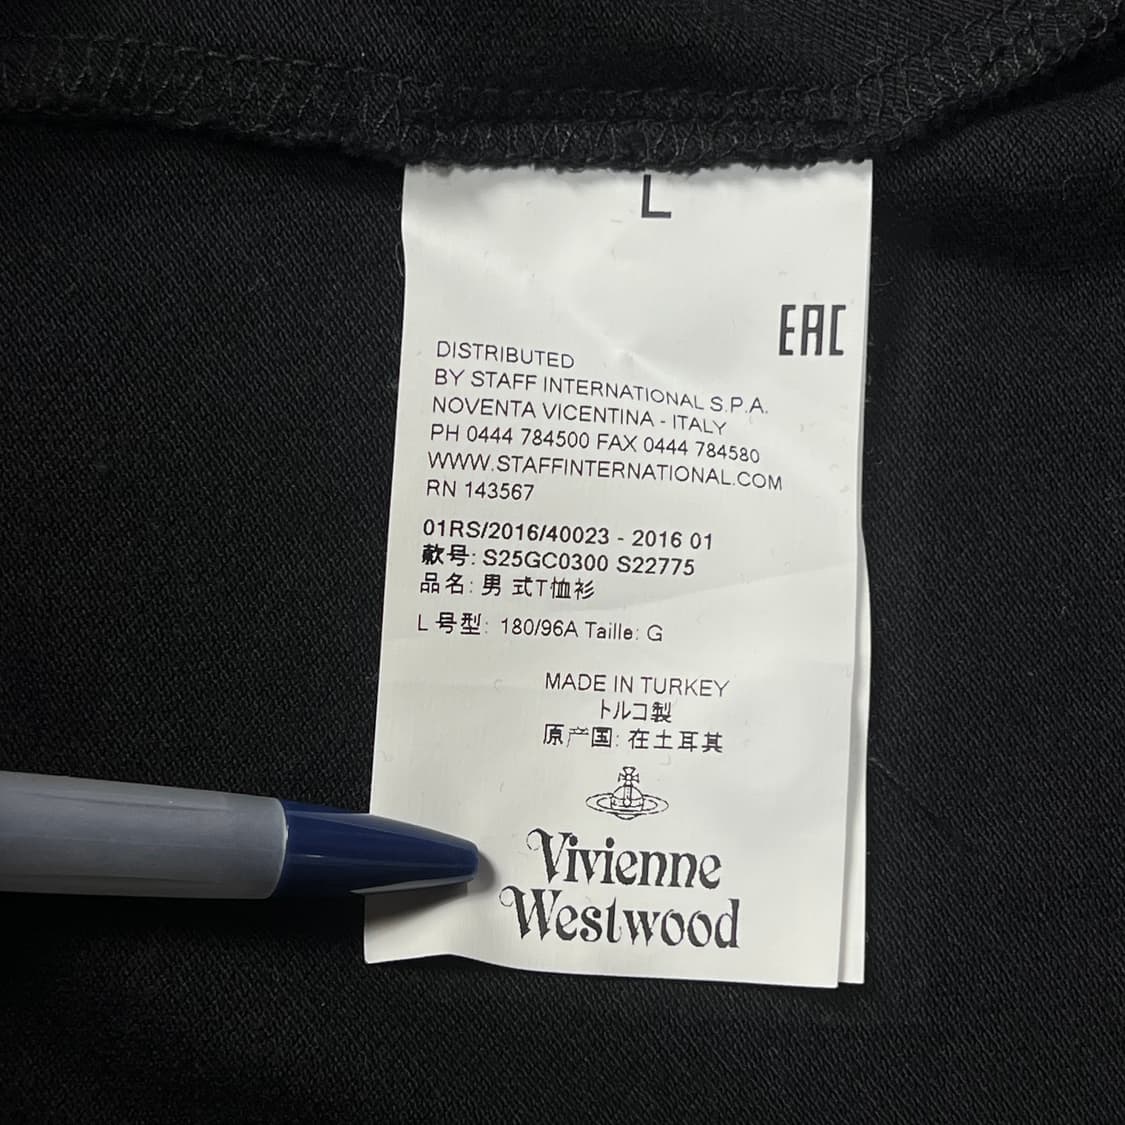 L
EAC
DISTRIBUTED
BY STAFF INTERNATIONAL S.P.A.
NOVENTA VICENTINA - ITALY
PH 0444 784500 FAX 0444 784580
WWW.STAFFINTERNATIONAL.COM
RN 143567
01RS/2016/40023 - 2016 01
款号: S25GC0300 S22775
品名: 男 式T恤衫
L 号型: 180/96A Taille: G
MADE IN TURKEY
トルコ製
原产国: 在土耳其
Vivienne
Westwood